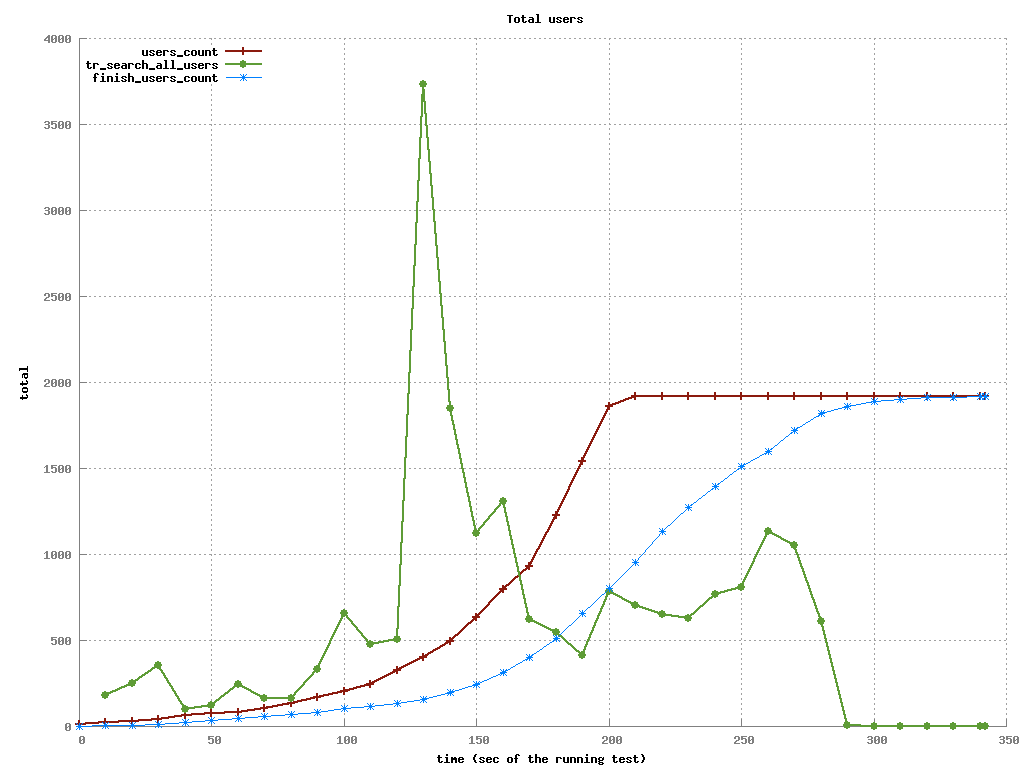 Total users
users_count
tr_search_all_users
finish_users_count
4000
3500
3000
2500
2000
1500
1000
500
0
total
0 50 100 150 200 250 300 350
time (sec of the running test)